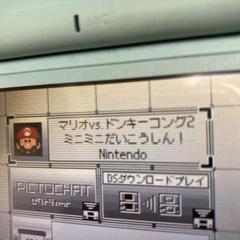 MIC
マリオvs.ドンキーコング2
ミニミニだいこうしん!
Nintendo
PICTOCHAT
DSダウンロードプレイ